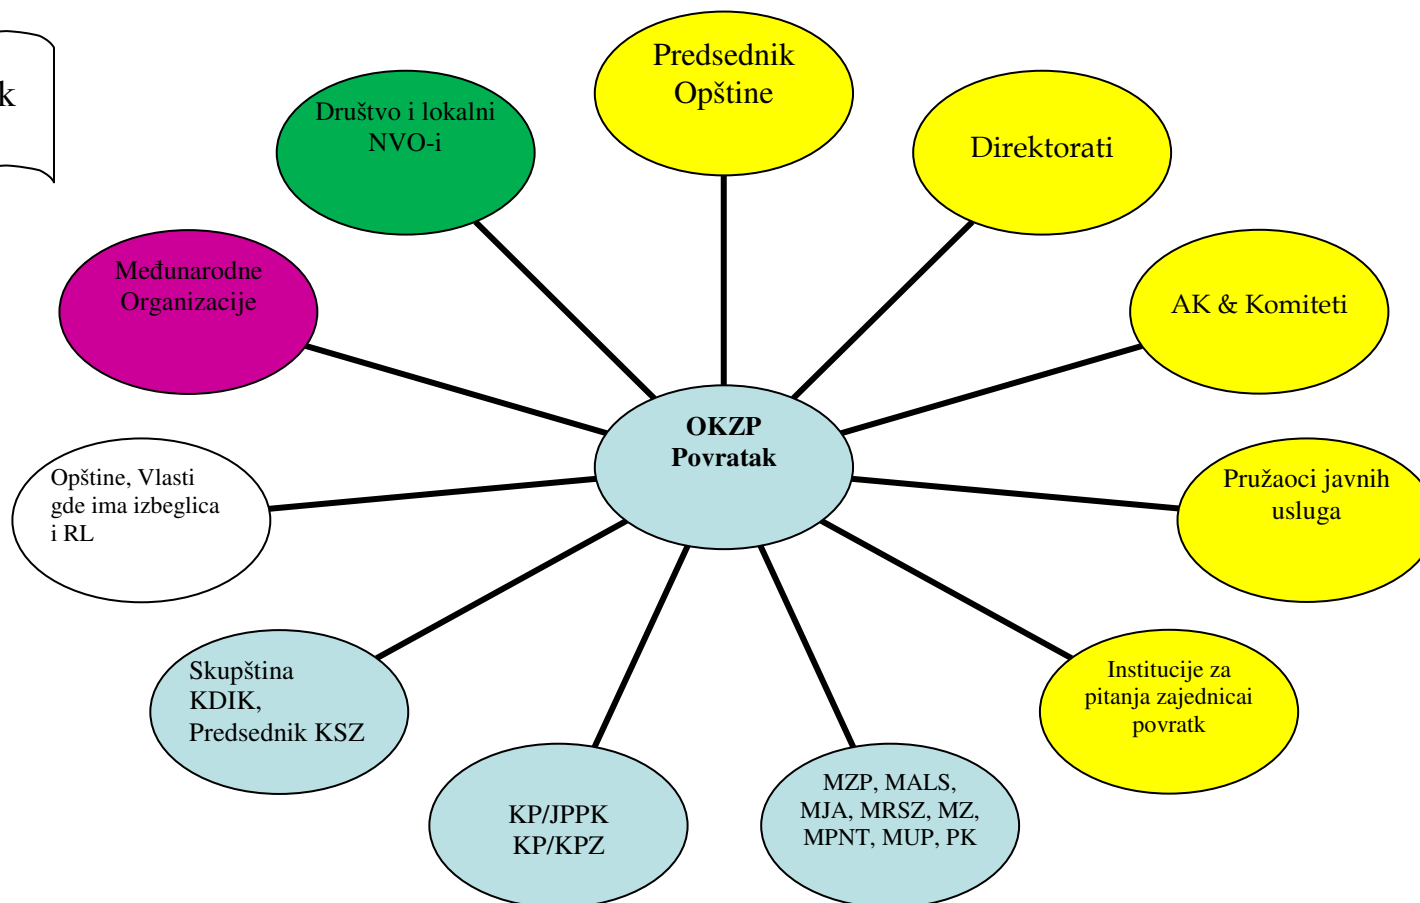 k
Predsednik
Opštine
Društvo i lokalni
NVO-i
Direktorati
Međunarodne
Organizacije
AK & Komiteti
OKZP
Povratak
Opštine, Vlasti
gde ima izbeglica
i RL
Pružaoci javnih
usluga
Skupština
KDIK,
Predsednik KSZ
Institucije za
pitanja zajednicai
povratk
KP/JPPK
KP/KPZ
MZP, MALS,
MJA, MRSZ, MZ,
MPNT, MUP, PK